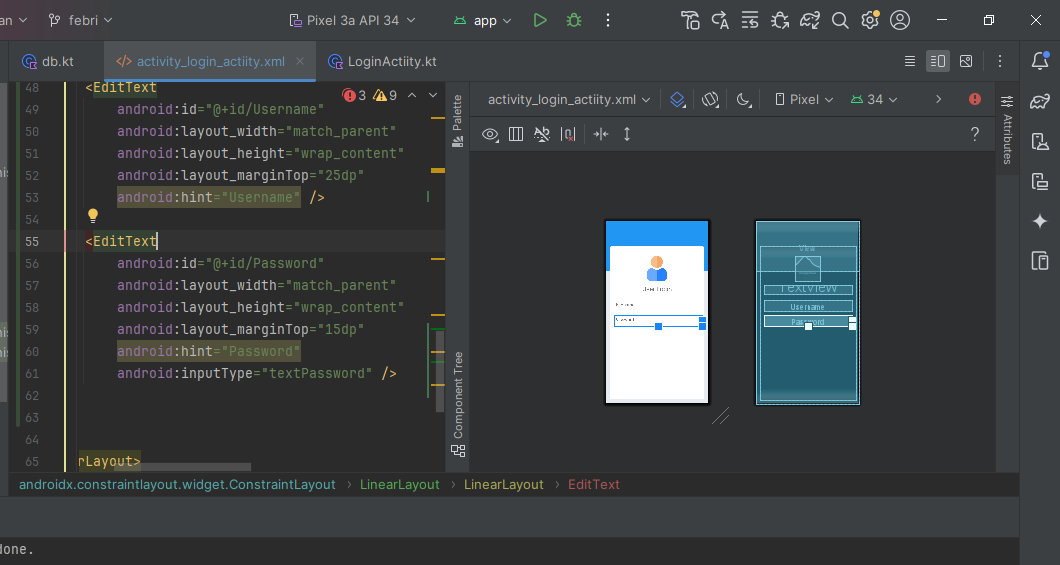 an febri Pixel 3a API 34 app
db.kt activity_login_actiity.xml LoginActiity.kt
48 <EditText 3 9
49 android:id="@+id/Username"
50 android:layout_width="match_parent"
51 android:layout_height="wrap_content"
52 android:layout_marginTop="25dp"
53 android:hint="Username" />
54
55 <EditText
56 android:id="@+id/Password"
57 android:layout_width="match_parent"
58 android:layout_height="wrap_content"
59 android:layout_marginTop="15dp"
60 android:hint="Password"
61 android:inputType="textPassword" />
62
63
64
65 rLayout>
Palette
Component Tree
activity_login_actiity.xml Pixel 34
?
Attributes
User Login
View
TextView
Username
Password
androidx.constraintlayout.widget.ConstraintLayout › LinearLayout › LinearLayout › EditText
done.